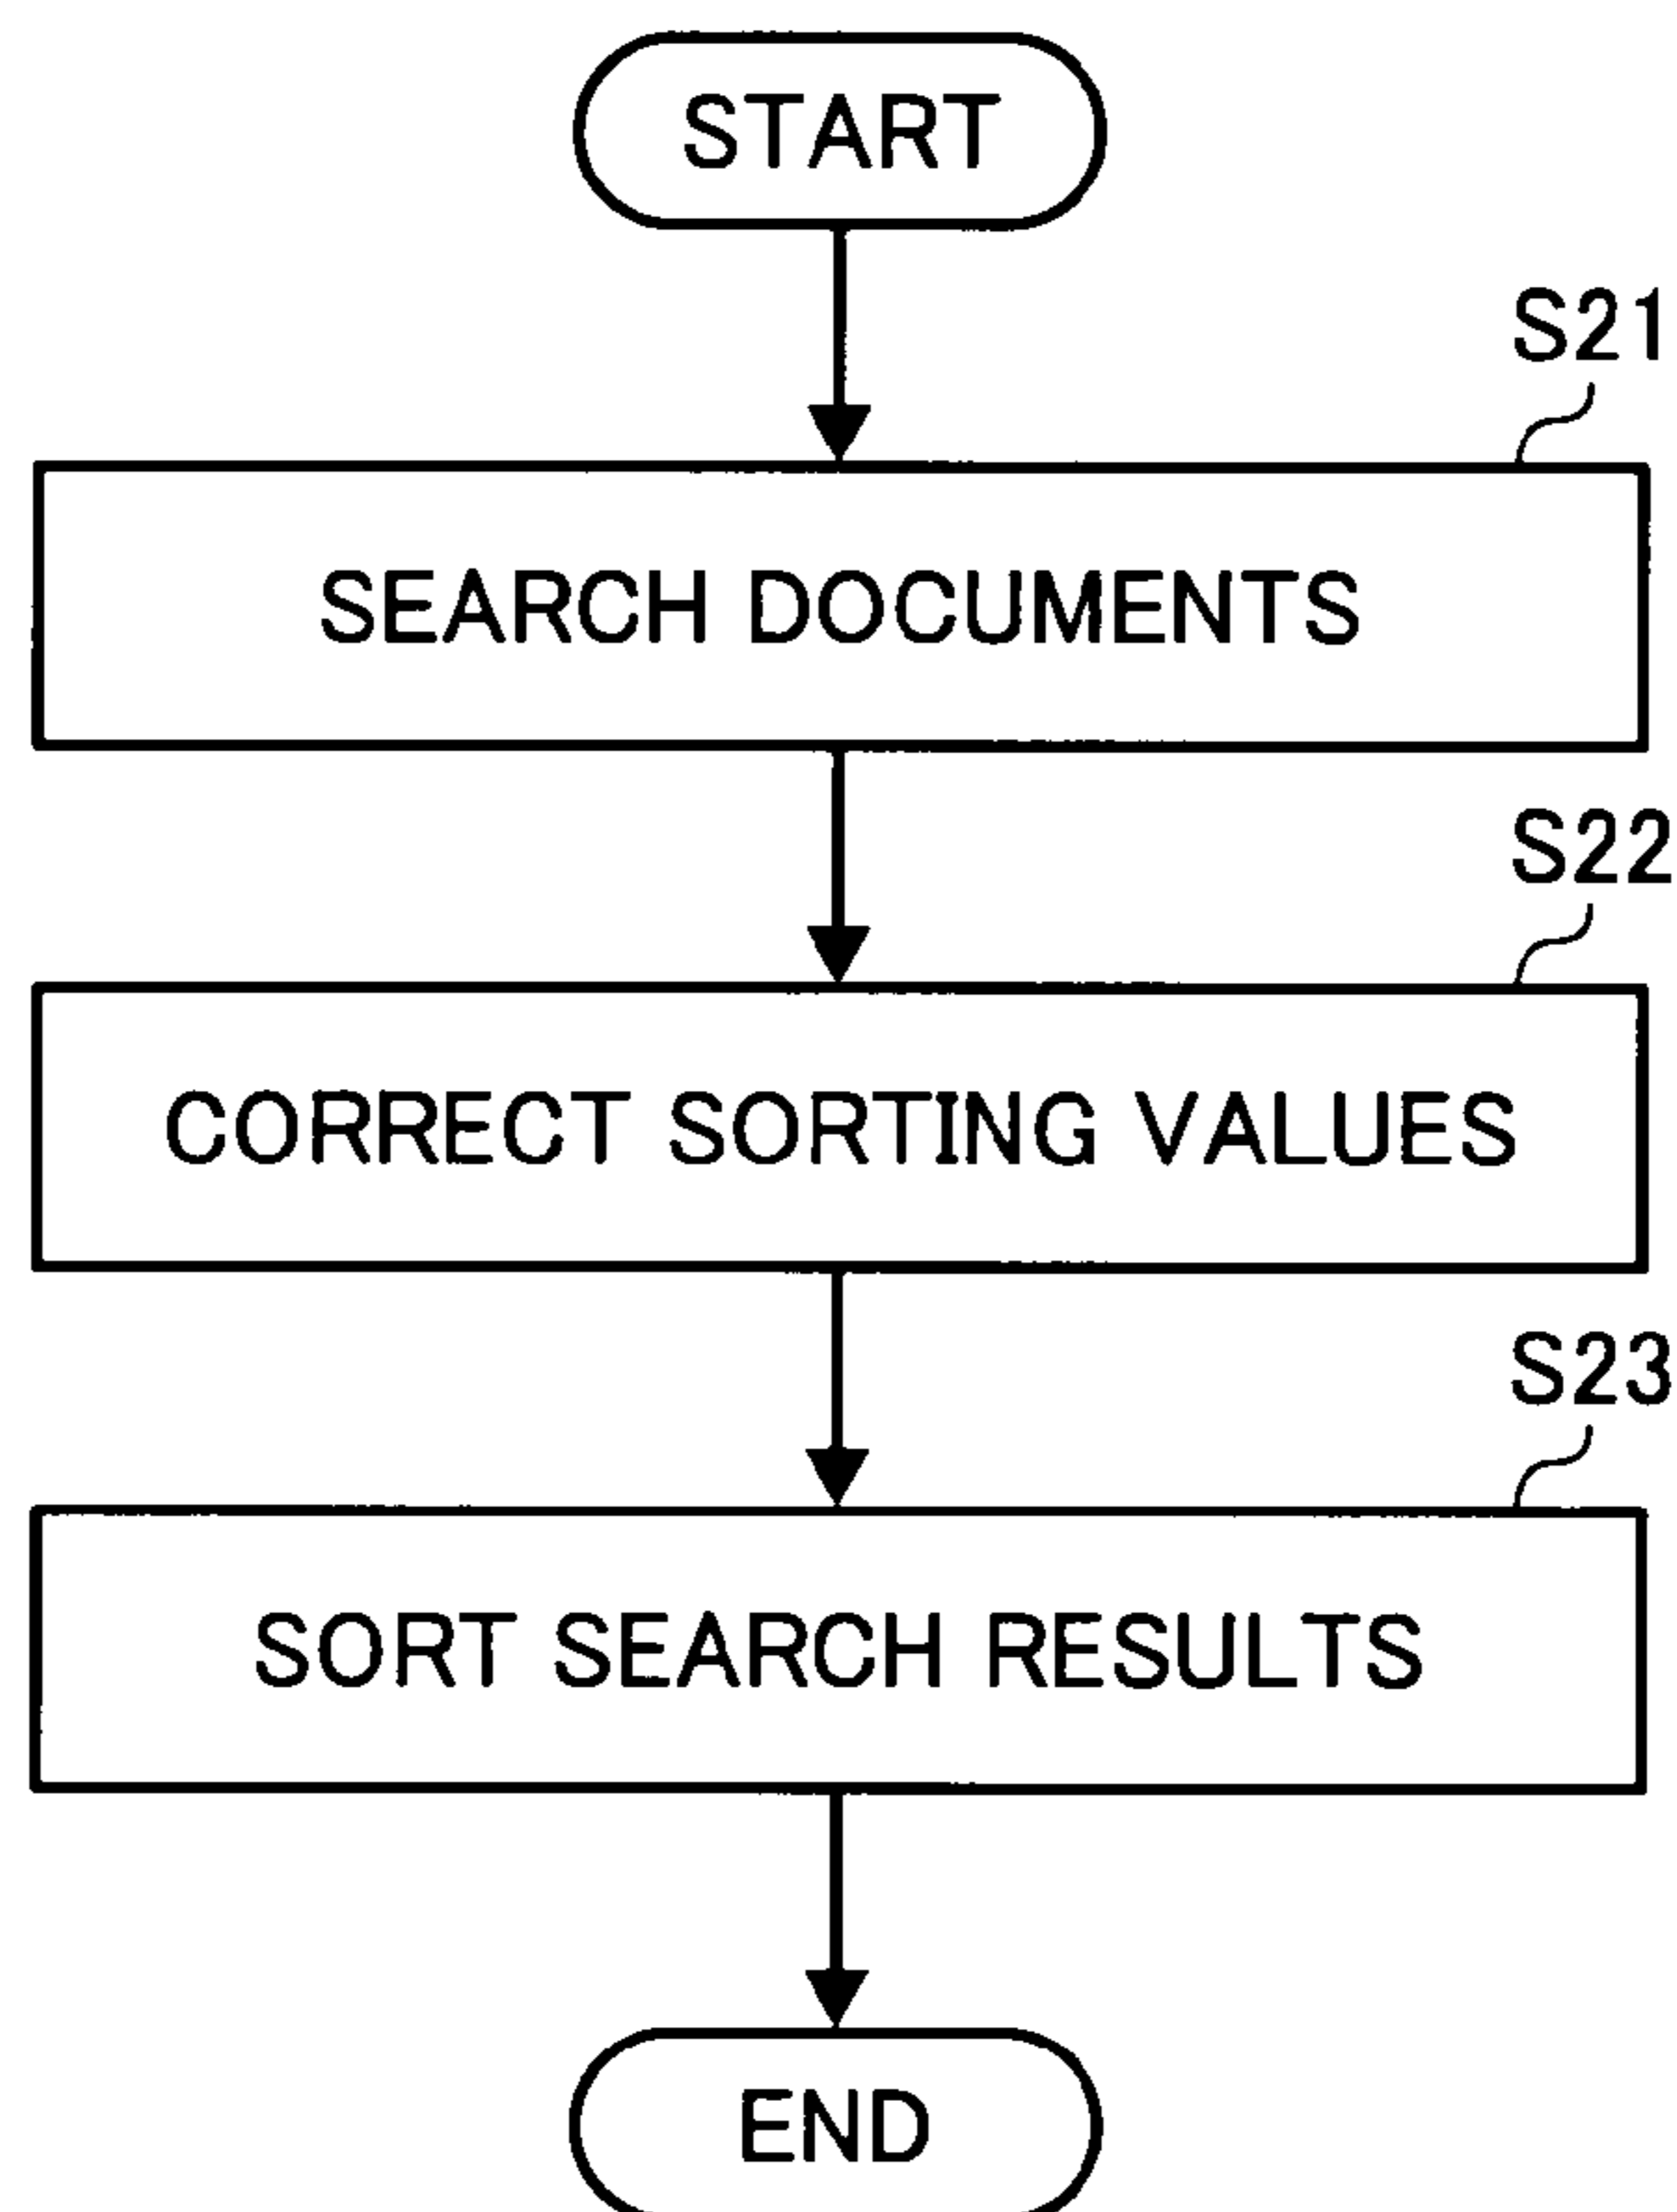 START
S21
SEARCH DOCUMENTS
S22
CORRECT SORTING VALUES
S23
SORT SEARCH RESULTS
END